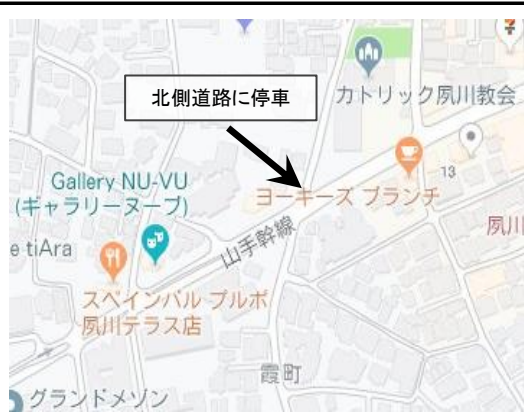 北側道路に停車
カトリック夙川教会
Gallery NU-VU
(ギャラリーヌーブ)
ヨーキーズ ブランチ
13
夙川
e tiAra
山手幹線
スペインバル プルポ
夙川テラス店
霞町
グランドメゾン
7